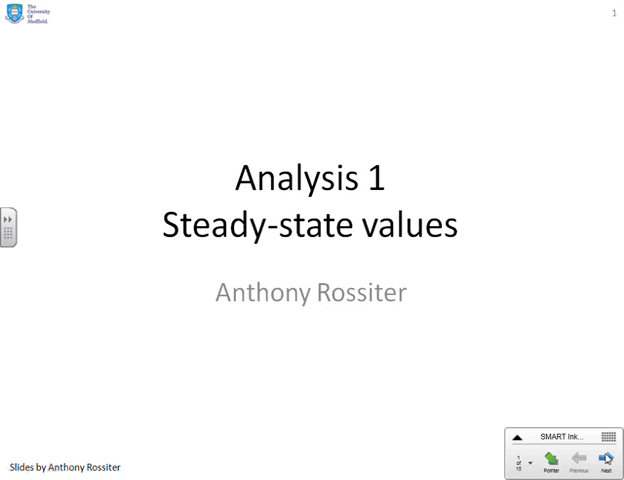 The
University
Of
Sheffield.
1
Analysis 1
Steady-state values
Anthony Rossiter
SMART Ink...
1
of
15
Pointer
Previous
Next
Slides by Anthony Rossiter